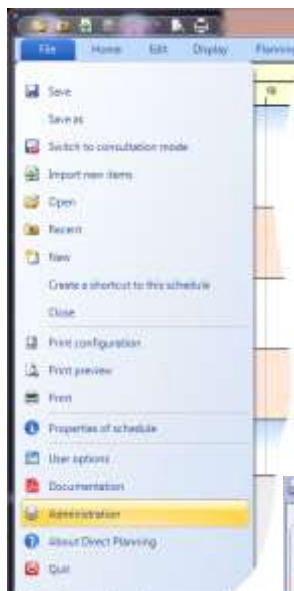 File Home Edit Display Planning
Save
Save as
Switch to consultation mode
Import new items
Open
Recent
New
Create a shortcut to this schedule
Close
Print configuration
Print preview
Print
Properties of schedule
User options
Documentation
Administration
About Direct Planning
Quit